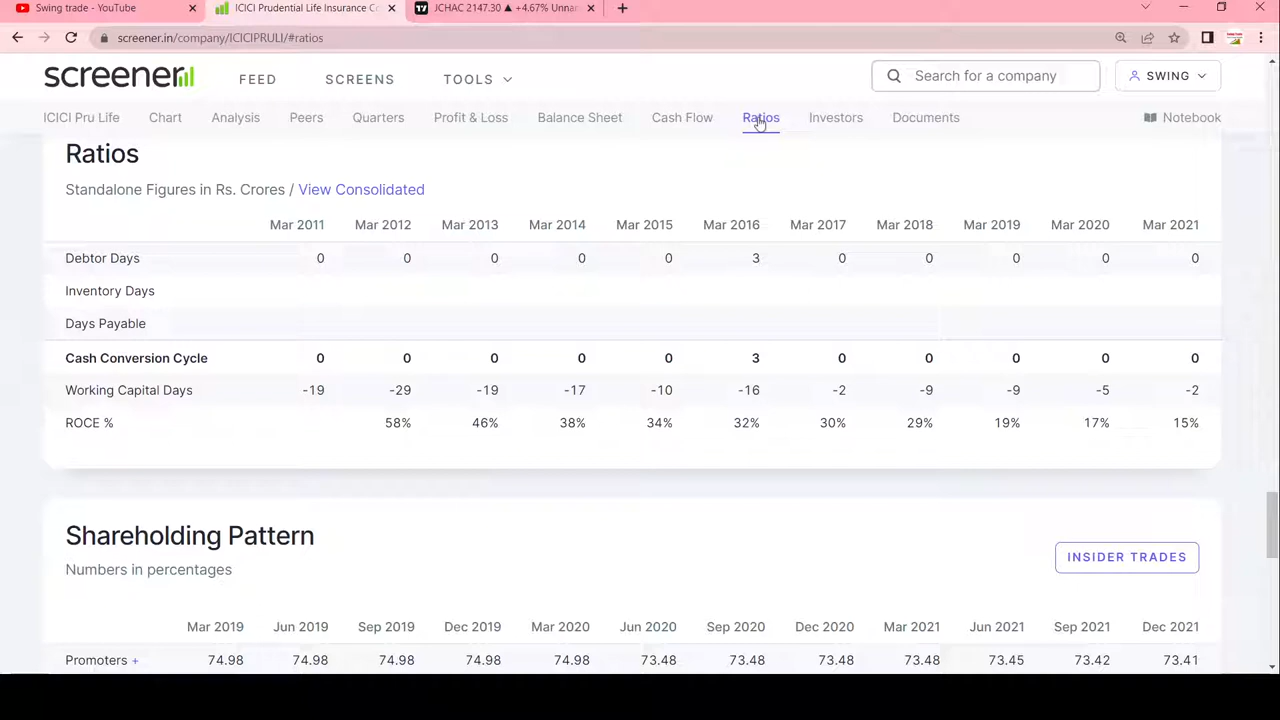 Swing trade - YouTube
ICICI Prudential Life Insurance C
JCHAC 2147.30 ▲ +4.67% Unna
screener.in/company/ICICIPRULI/#ratios
screener FEED SCREENS TOOLS Search for a company SWING
ICICI Pru Life Chart Analysis Peers Quarters Profit & Loss Balance Sheet Cash Flow Ratios Investors Documents Notebook
Ratios
Standalone Figures in Rs. Crores / View Consolidated
Mar 2011 Mar 2012 Mar 2013 Mar 2014 Mar 2015 Mar 2016 Mar 2017 Mar 2018 Mar 2019 Mar 2020 Mar 2021
Debtor Days 0 0 0 0 0 3 0 0 0 0 0
Inventory Days
Days Payable
Cash Conversion Cycle 0 0 0 0 0 3 0 0 0 0 0
Working Capital Days -19 -29 -19 -17 -10 -16 -2 -9 -9 -5 -2
ROCE % 58% 46% 38% 34% 32% 30% 29% 19% 17% 15%
Shareholding Pattern
INSIDER TRADES
Numbers in percentages
Mar 2019 Jun 2019 Sep 2019 Dec 2019 Mar 2020 Jun 2020 Sep 2020 Dec 2020 Mar 2021 Jun 2021 Sep 2021 Dec 2021
Promoters + 74.98 74.98 74.98 74.98 74.98 73.48 73.48 73.48 73.48 73.45 73.42 73.41